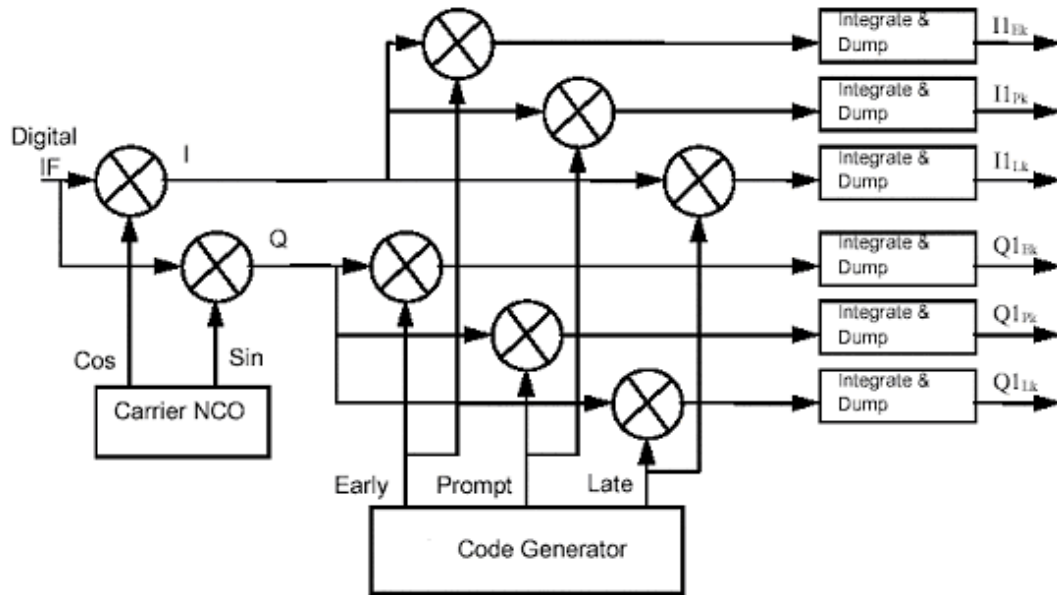 Integrate &
Dump
I1Ek
Integrate &
Dump
I1Pk
Digital
IF
I
Integrate &
Dump
I1Lk
Q
Integrate &
Dump
Q1Ek
Integrate &
Dump
Q1Pk
Cos
Sin
Integrate &
Dump
Q1Lk
Carrier NCO
Early
Prompt
Late
Code Generator